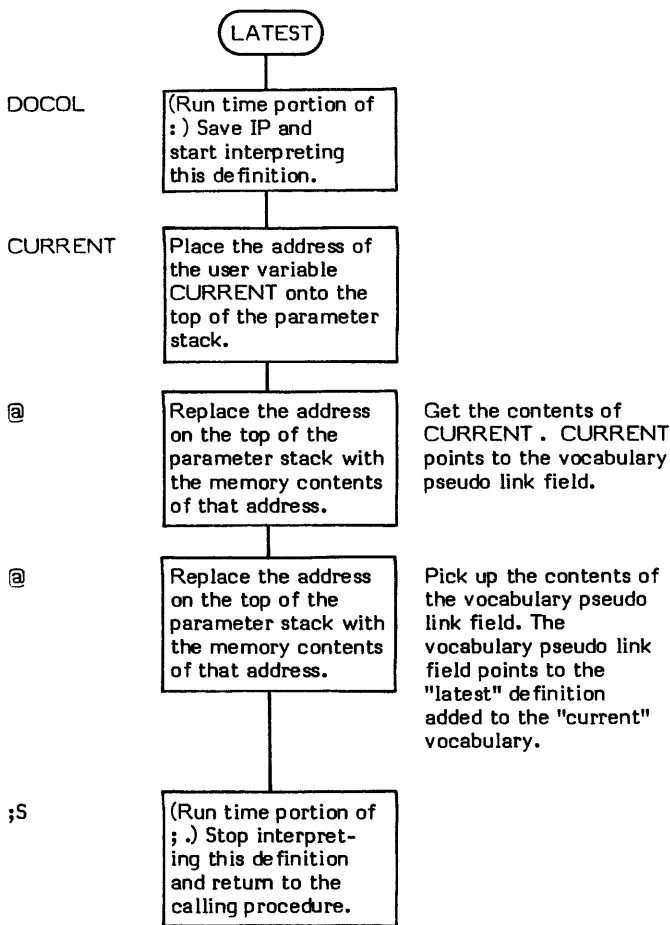 LATEST
DOCOL
(Run time portion of
: ) Save IP and
start interpreting
this definition.
CURRENT
Place the address of
the user variable
CURRENT onto the
top of the parameter
stack.
@
Replace the address
on the top of the
parameter stack with
the memory contents
of that address.
Get the contents of
CURRENT . CURRENT
points to the vocabulary
pseudo link field.
@
Replace the address
on the top of the
parameter stack with
the memory contents
of that address.
Pick up the contents of
the vocabulary pseudo
link field. The
vocabulary pseudo link
field points to the
"latest" definition
added to the "current"
vocabulary.
;S
(Run time portion of
; .) Stop interpret-
ing this definition
and return to the
calling procedure.